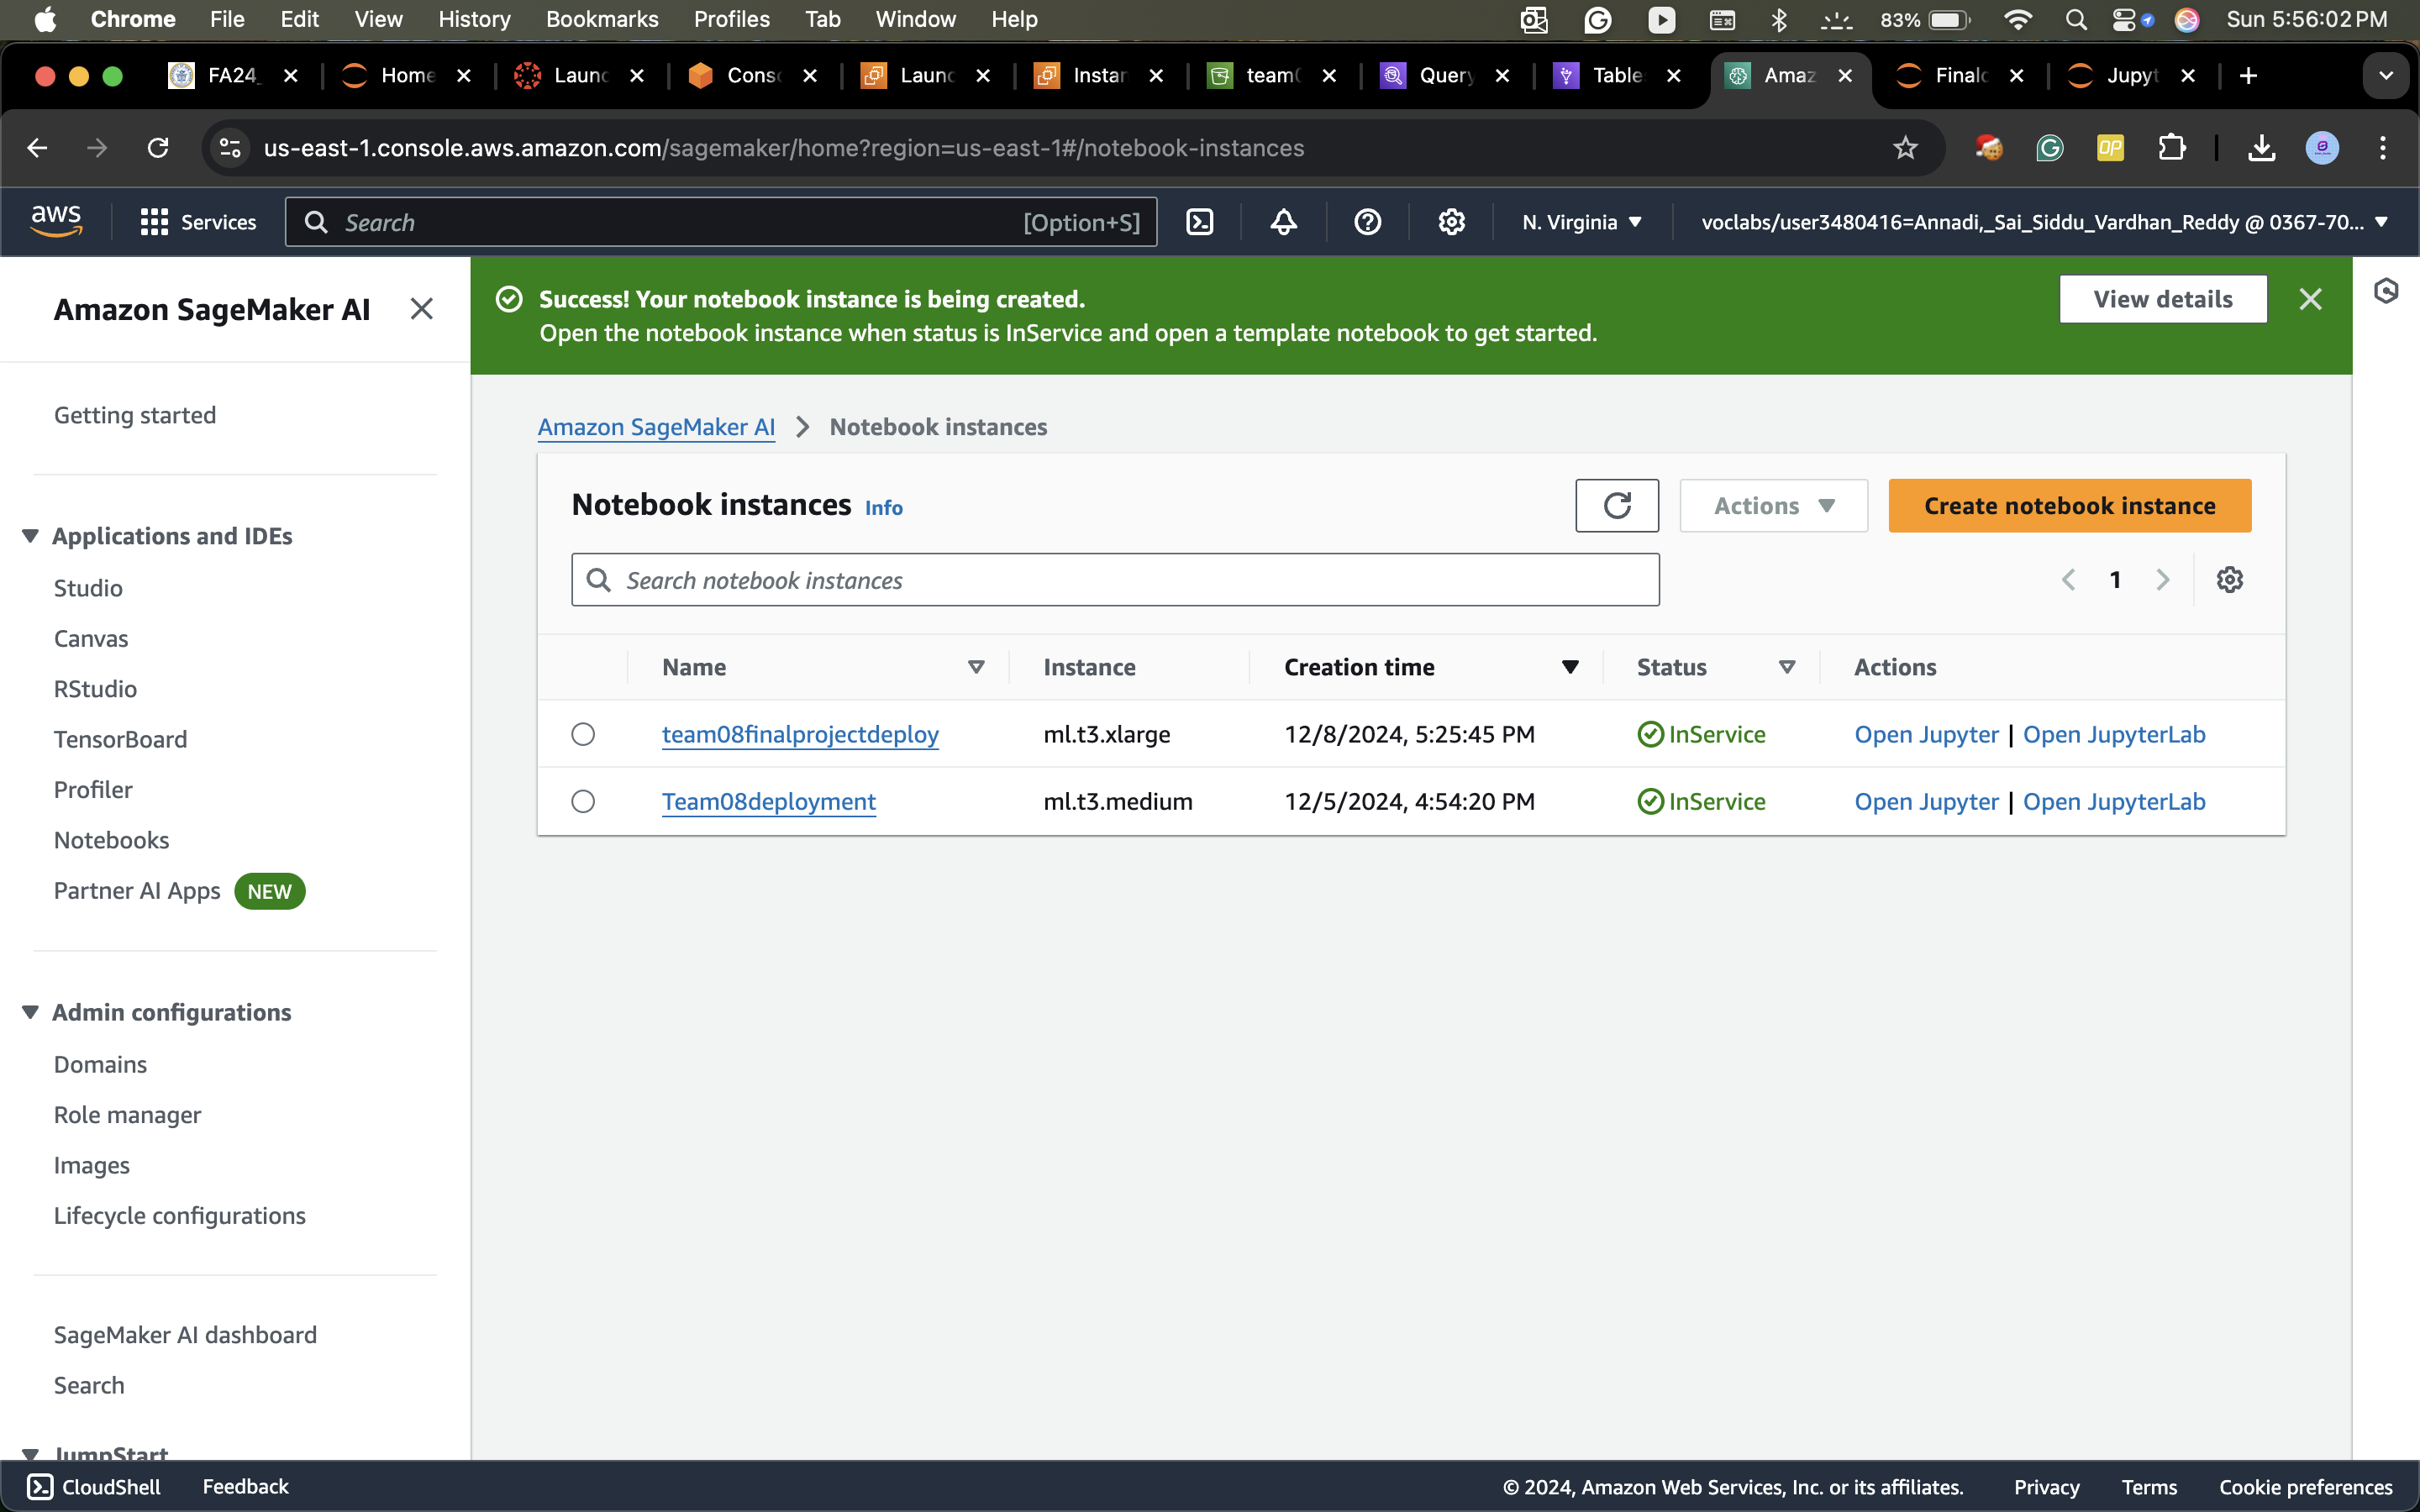 Chrome File Edit View History Bookmarks Profiles Tab Window Help 83% Sun 5:56:02 PM
FA24_ Home Launc Conso Launc Instan team0 Query Table Amaz Finalc Jupyt
us-east-1.console.aws.amazon.com/sagemaker/home?region=us-east-1#/notebook-instances
aws Services Search [Option+S] N. Virginia voclabs/user3480416=Annadi,_Sai_Siddu_Vardhan_Reddy @ 0367-70...
Amazon SageMaker AI
Getting started
Applications and IDEs
Studio
Canvas
RStudio
TensorBoard
Profiler
Notebooks
Partner AI Apps NEW
Admin configurations
Domains
Role manager
Images
Lifecycle configurations
SageMaker AI dashboard
Search
JumpStart
Success! Your notebook instance is being created.
Open the notebook instance when status is InService and open a template notebook to get started.
View details
Amazon SageMaker AI > Notebook instances
Notebook instances Info
Actions
Create notebook instance
Search notebook instances
1
Name Instance Creation time Status Actions
team08finalprojectdeploy ml.t3.xlarge 12/8/2024, 5:25:45 PM InService Open Jupyter | Open JupyterLab
Team08deployment ml.t3.medium 12/5/2024, 4:54:20 PM InService Open Jupyter | Open JupyterLab
CloudShell Feedback © 2024, Amazon Web Services, Inc. or its affiliates. Privacy Terms Cookie preferences